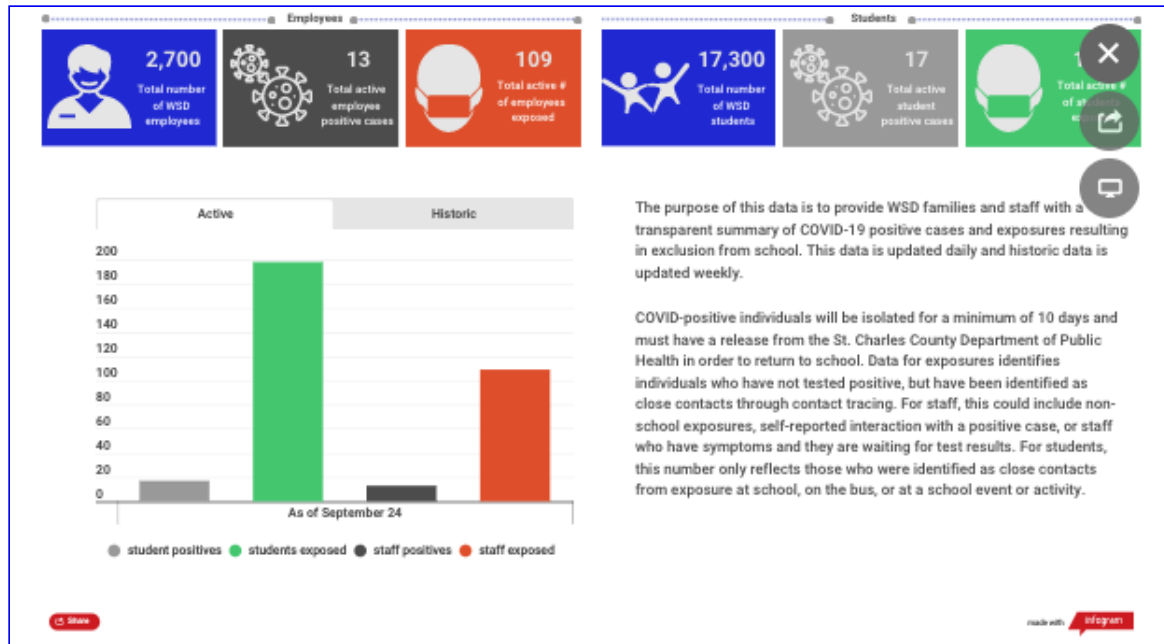 Employees
Students
2,700
Total number
of WSD
employees
13
Total active
employee
positive cases
109
Total active #
of employees
exposed
17,300
Total number
of WSD
students
17
Total active
student
positive cases
Total active #
of students
Active
Historic
200
180
160
140
120
100
80
60
40
20
0
As of September 24
student positives
students exposed
staff positives
staff exposed
The purpose of this data is to provide WSD families and staff with a
transparent summary of COVID-19 positive cases and exposures resulting
in exclusion from school. This data is updated daily and historic data is
updated weekly.
COVID-positive individuals will be isolated for a minimum of 10 days and
must have a release from the St. Charles County Department of Public
Health in order to return to school. Data for exposures identifies
individuals who have not tested positive, but have been identified as
close contacts through contact tracing. For staff, this could include non-
school exposures, self-reported interaction with a positive case, or staff
who have symptoms and they are waiting for test results. For students,
this number only reflects those who were identified as close contacts
from exposure at school, on the bus, or at a school event or activity.
Share
made with infogram